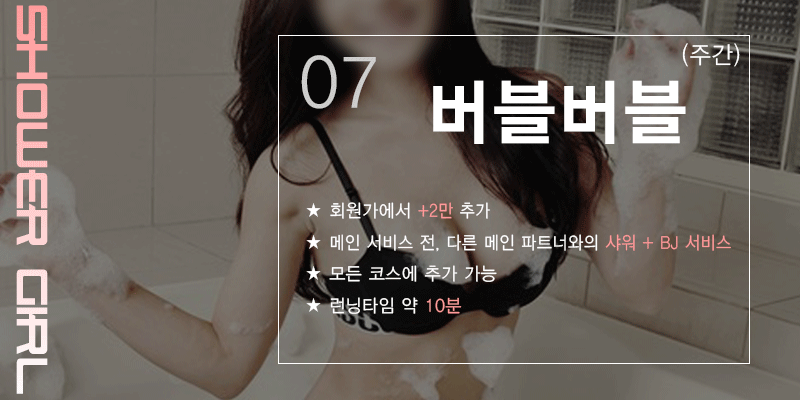 SHOWER GIRL
07
(주간)
버블버블
★ 회원가에서 +2만 추가
★ 메인 서비스 전, 다른 메인 파트너와의 샤워 + BJ 서비스
★ 모든 코스에 추가 가능
★ 런닝타임 약 10분